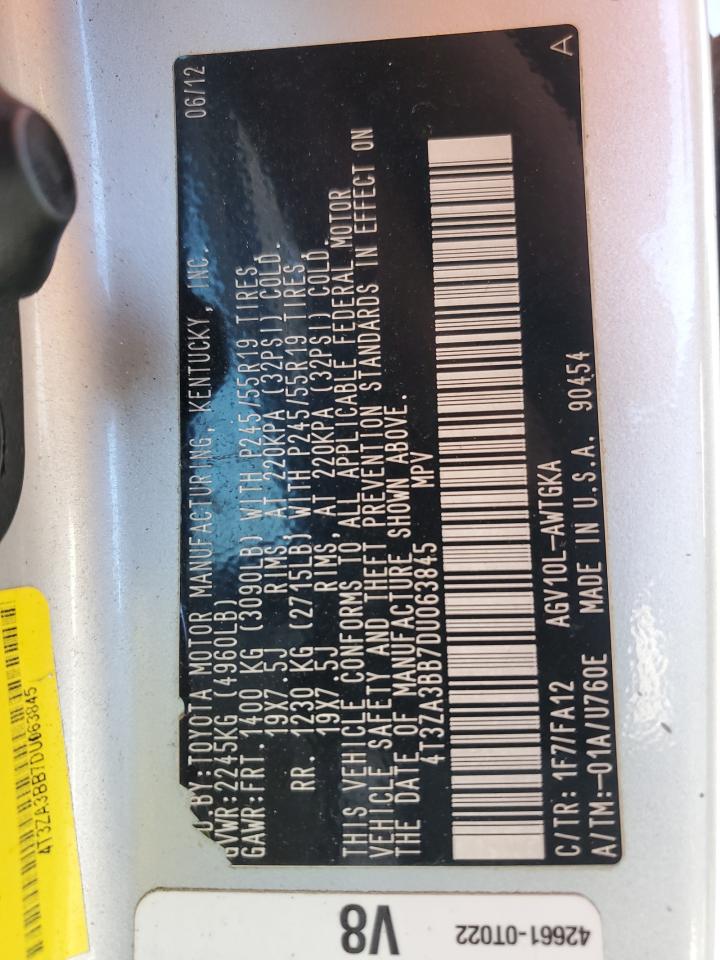 .D.BY:TOYOTA MOTOR MANUFACTURING, KENTUCKY, INC. 06/12
GVWR:2245KG (4960LB)
GAWR:FRT.1400 KG (3090LB) WITH P245/55R19 TIRES,
19X7.5J RIMS, AT 220KPA (32PSI) COLD.
RR. 1230 KG (2715LB) WITH P245/55R19 TIRES,
19X7.5J RIMS, AT 220KPA (32PSI) COLD.
THIS VEHICLE CONFORMS TO ALL APPLICABLE FEDERAL MOTOR
VEHICLE SAFETY AND THEFT PREVENTION STANDARDS IN EFFECT ON
THE DATE OF MANUFACTURE SHOWN ABOVE.
4T3ZA3BB7DU063845 MPV
C/TR: 1F7/FA12 AGV10L-AWTGKA A
A/TM:-01A/U760E MADE IN U.S.A. 90454
4T3ZA3BB7DU063845
V8
42661-0T022